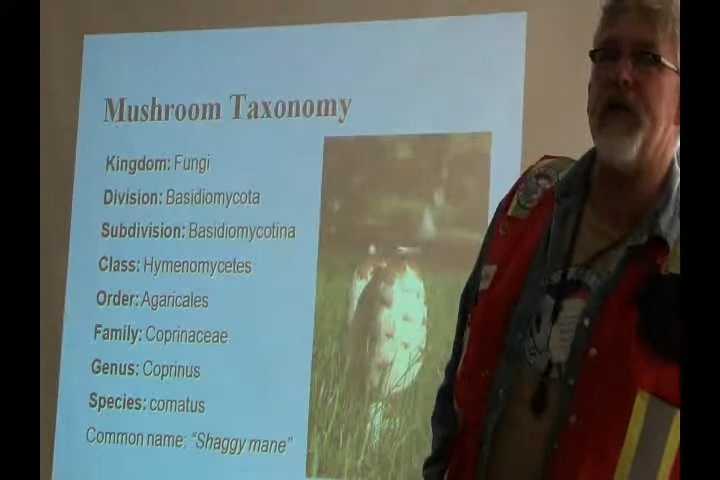 Mushroom Taxonomy
Kingdom: Fungi
Division: Basidiomycota
Subdivision: Basidiomycotina
Class: Hymenomycetes
Order: Agaricales
Family: Coprinaceae
Genus: Coprinus
Species: comatus
Common name: "Shaggy mane"